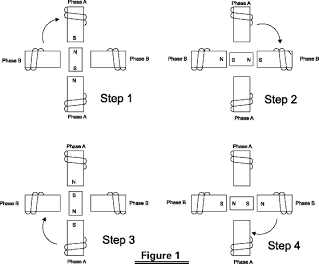 Phase A
S
N
Phase B
Phase B
S
N
Phase A
Step 1
Phase A
Phase B N S N S Phase B
Step 2
Phase A
Phase A
N
S
Phase B
Phase B
N
S
Step 3
Phase A
Phase A
Phase B S N S N Phase B
Step 4
Phase A
Figure 1